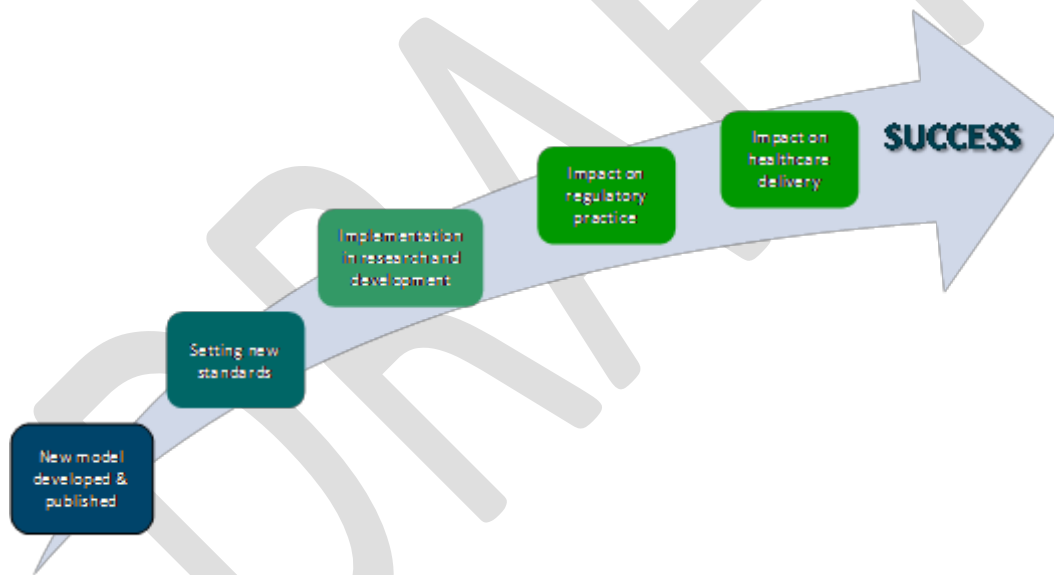 New model
developed &
published
Setting new
standards
Implementation
in research and
development
Impact on
regulatory
practice
Impact on
healthcare
delivery
SUCCESS
DRAFT